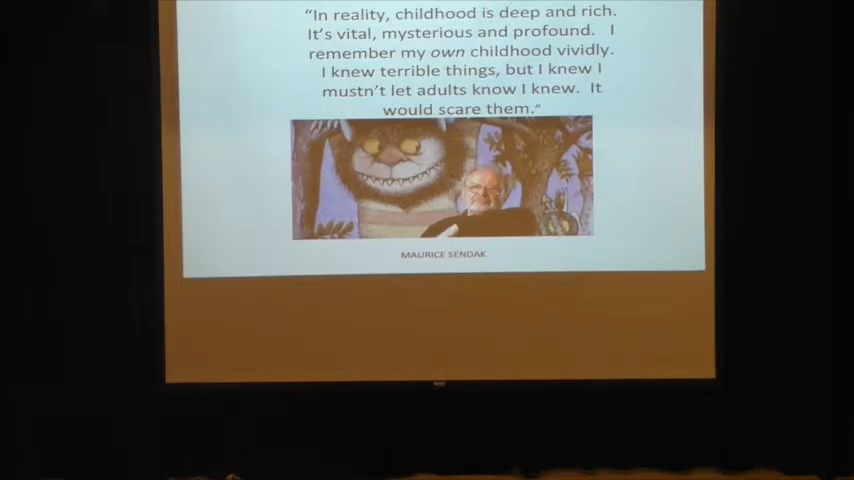 “In reality, childhood is deep and rich.
It’s vital, mysterious and profound.  I
remember my own childhood vividly.
I knew terrible things, but I knew I
mustn’t let adults know I knew.  It
would scare them.”
MAURICE SENDAK